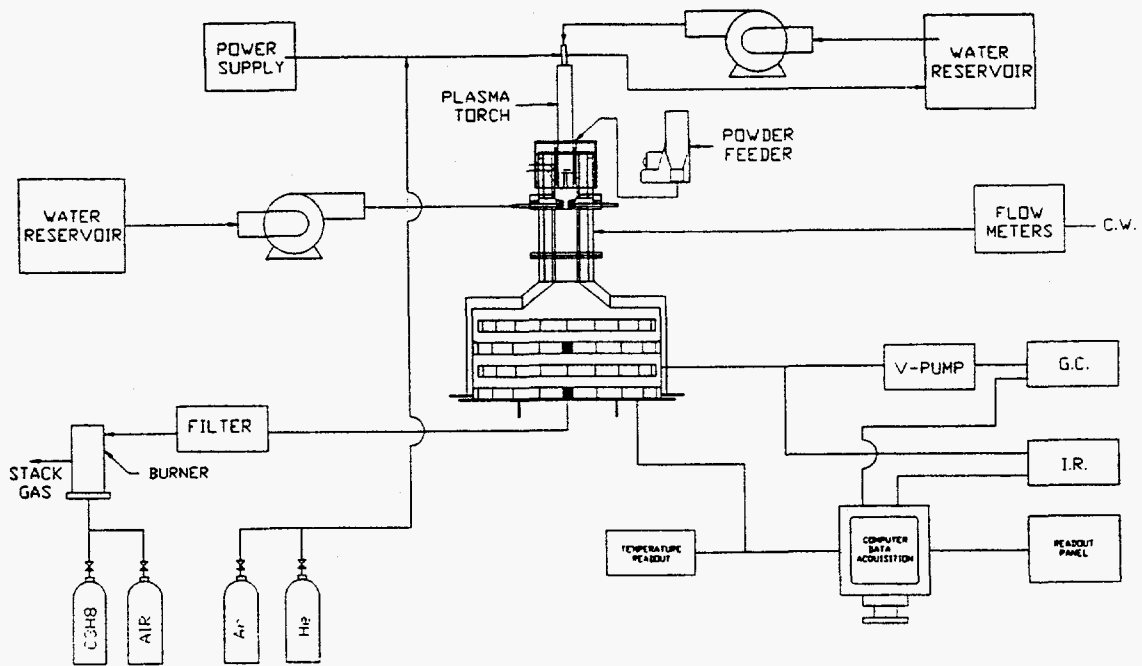 POWER
SUPPLY
WATER
RESERVOIR
PLASMA
TORCH
POWDER
FEEDER
WATER
RESERVOIR
FLOW
METERS
C.W.
V-PUMP
G.C.
FILTER
I.R.
STACK
GAS
BURNER
TEMPERATURE
READOUT
COMPUTER
DATA
ACQUISITION
READOUT
PANEL
C3H8
AIR
Ar
He